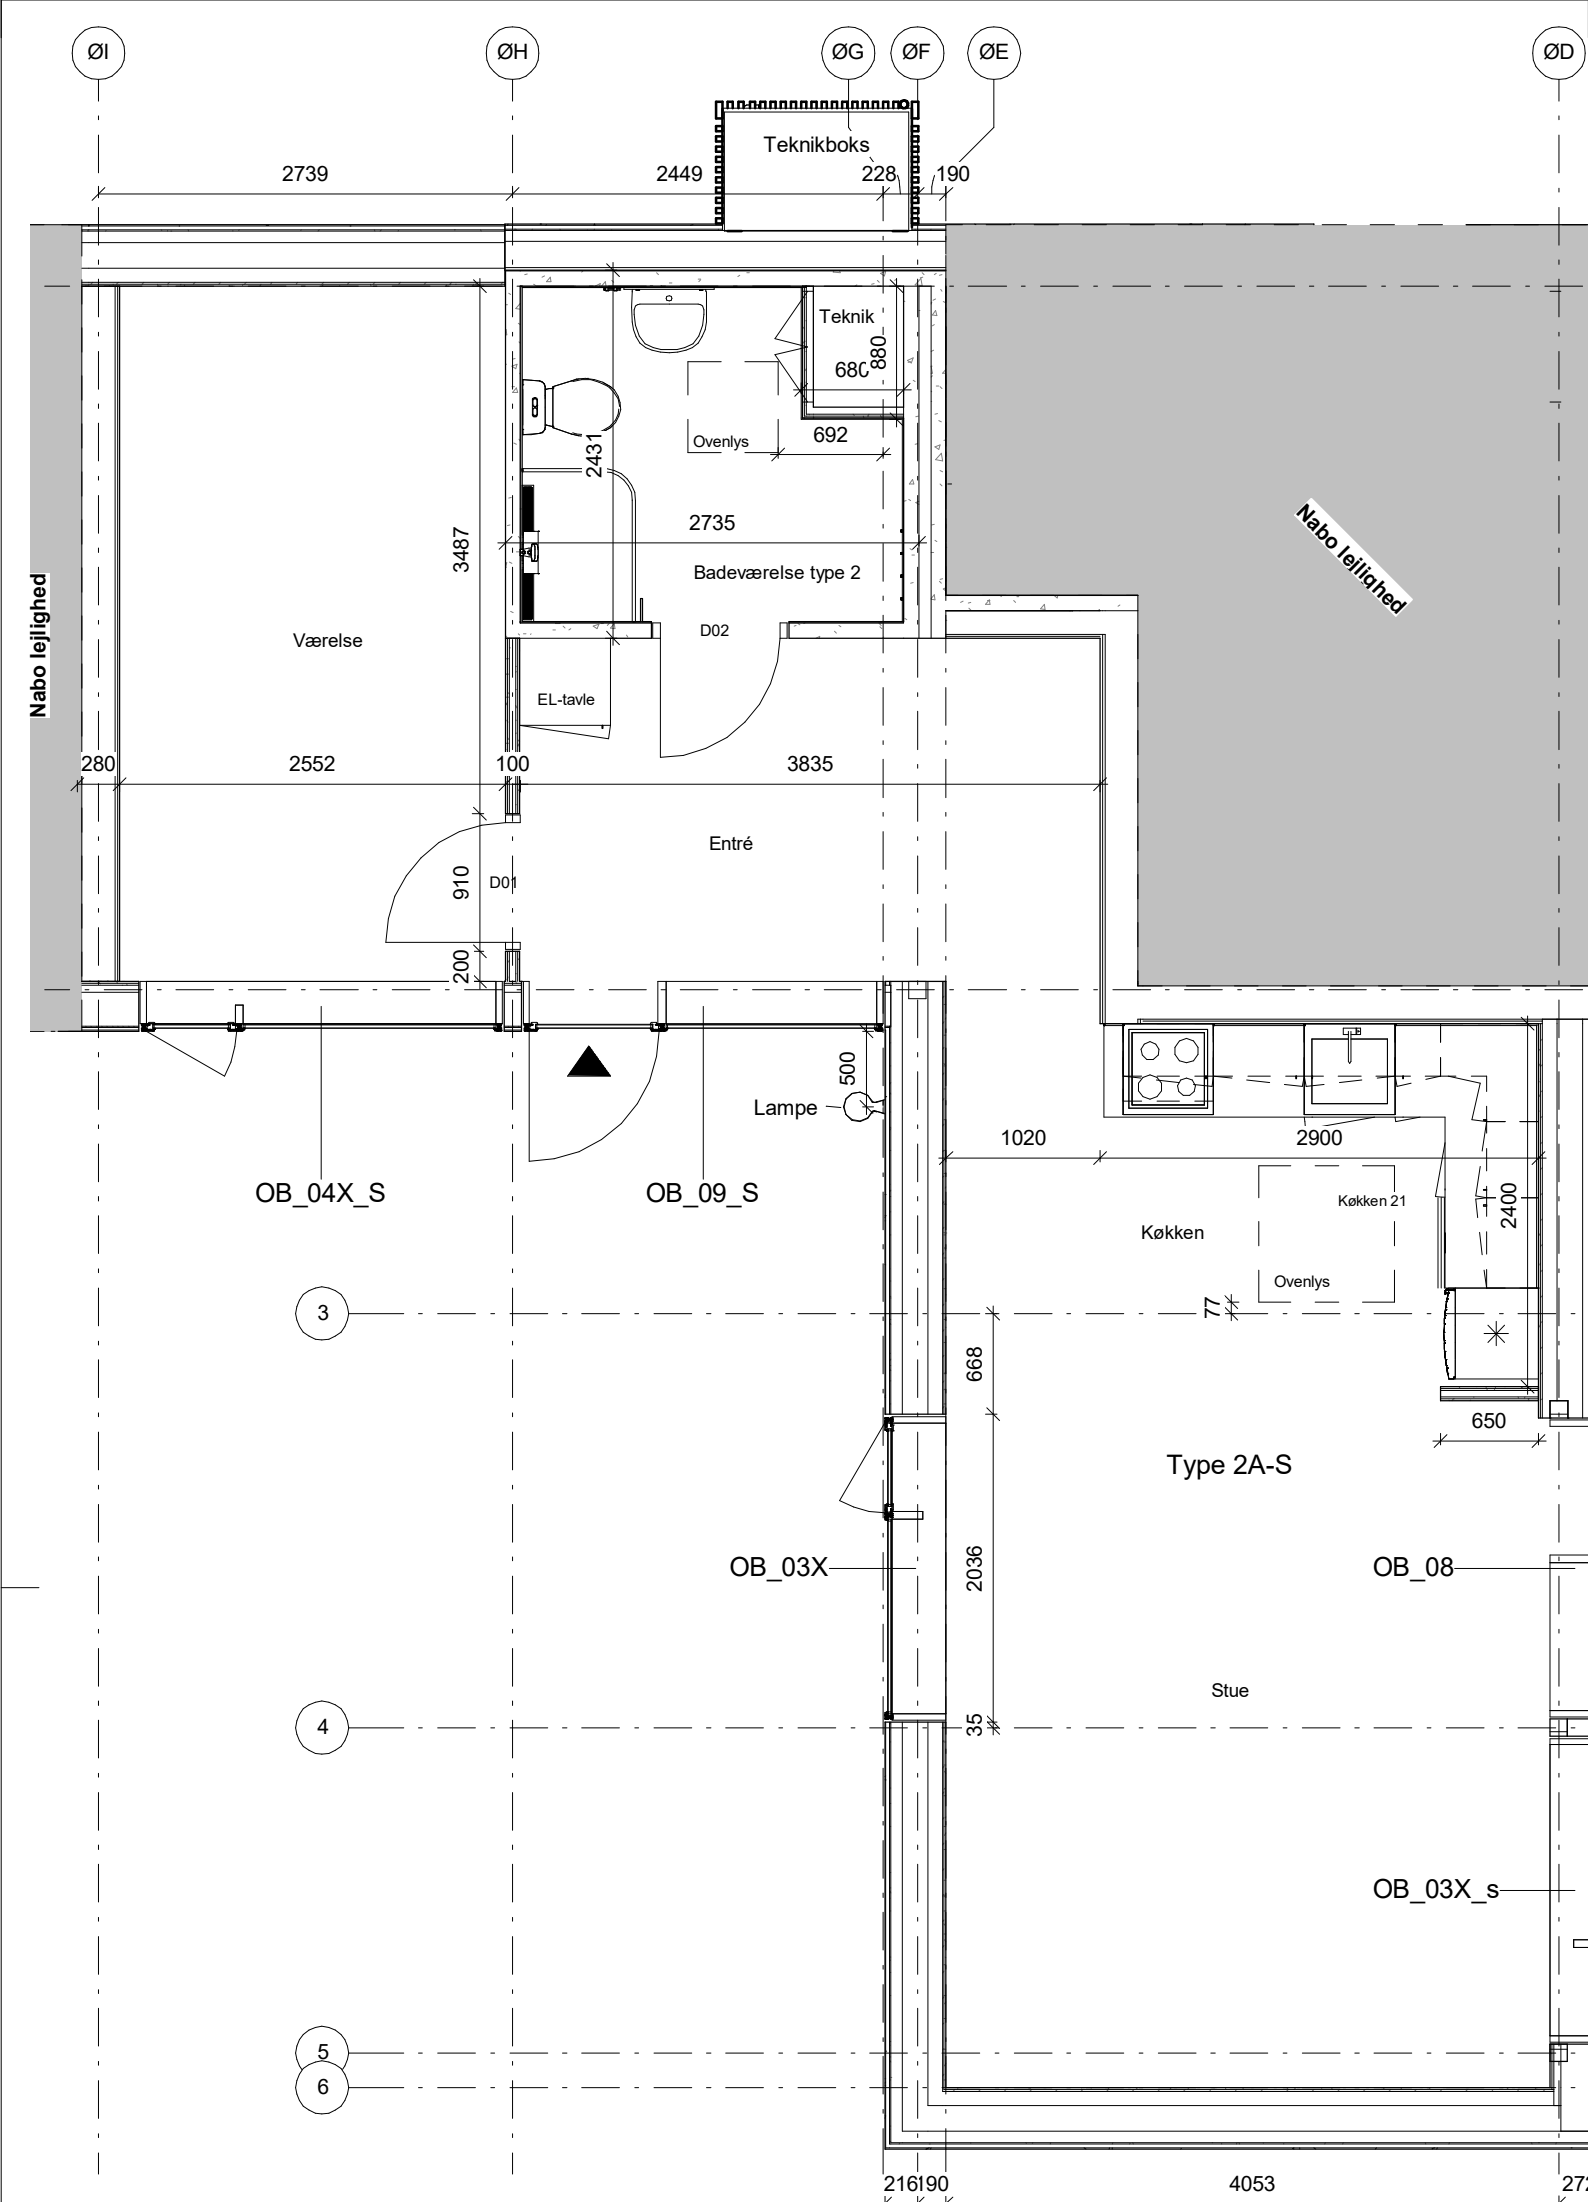 ØI
ØH
ØG
ØF
ØE
ØD
Teknikboks
2739
2449
228
190
Teknik
680
880
Ovenlys
692
2431
2735
3487
Badeværelse type 2
Nabo lejlighed
Nabo lejlighed
Værelse
D02
EL-tavle
280
2552
100
3835
Entré
910
D01
200
500
Lampe
1020
2900
OB_04X_S
OB_09_S
Køkken 21
2400
Køkken
Ovenlys
77
3
668
650
Type 2A-S
OB_03X
2036
OB_08
Stue
35
4
OB_03X_s
5
6
216
190
4053